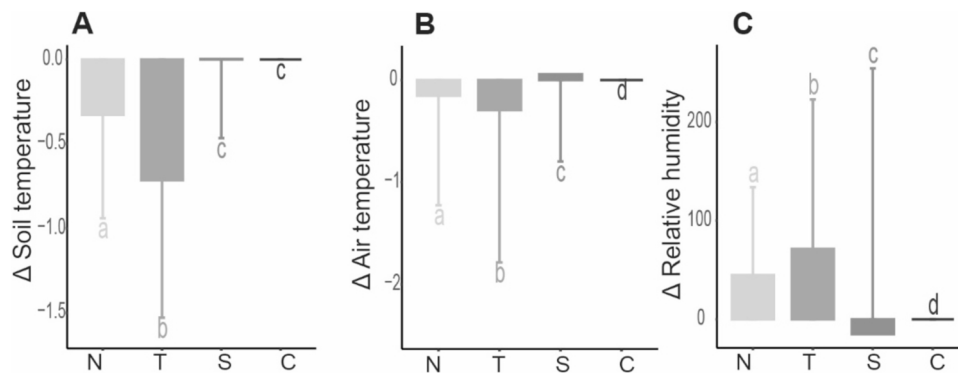 A
Δ Soil temperature
0.0
−0.5
−1.0
−1.5
a
b
c
c
N T S C
B
Δ Air temperature
0
−1
−2
a
b
c
d
N T S C
C
Δ Relative humidity
200
100
0
a
b
c
d
N T S C